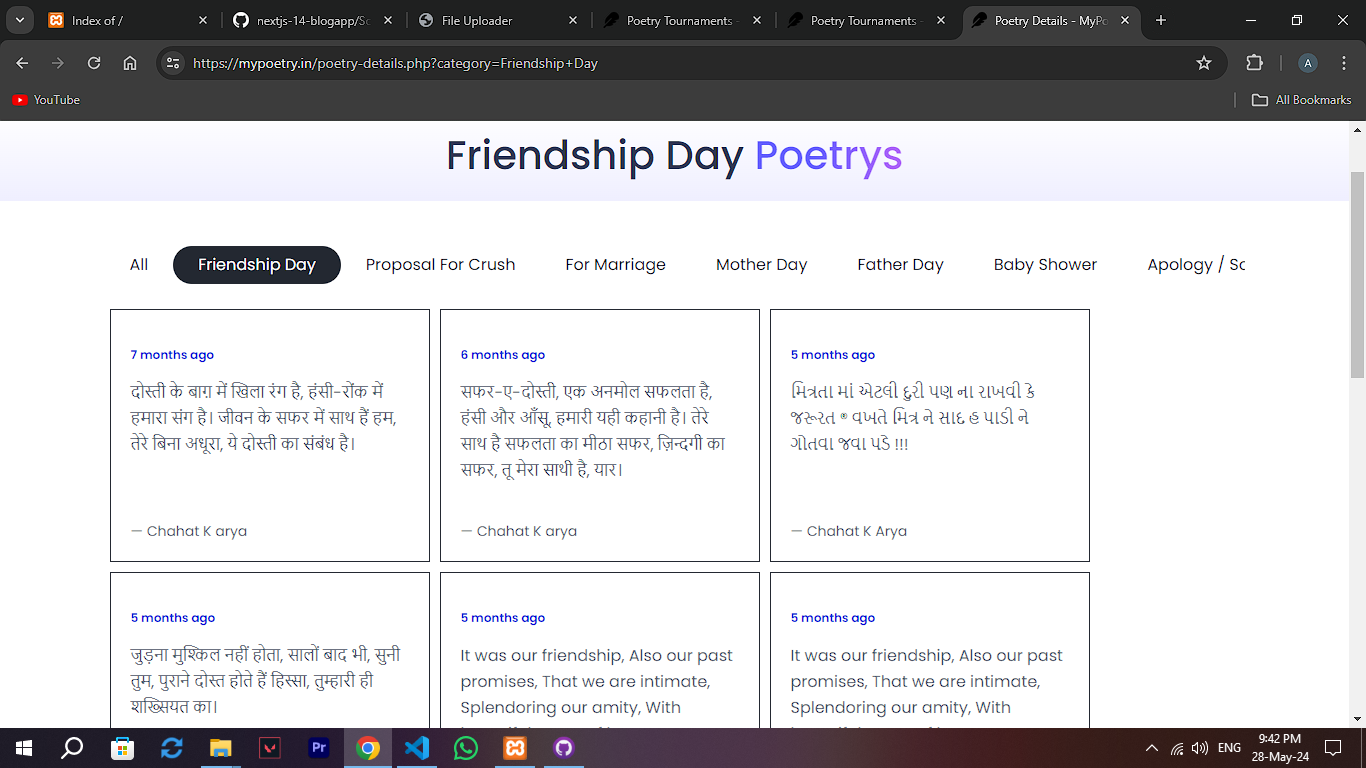 Index of /
nextjs-14-blogapp/Sc
File Uploader
Poetry Tournaments -
Poetry Tournaments -
Poetry Details - MyPo
https://mypoetry.in/poetry-details.php?category=Friendship+Day
A
YouTube
All Bookmarks
Friendship Day Poetrys
All Friendship Day Proposal For Crush For Marriage Mother Day Father Day Baby Shower Apology / So
7 months ago
दोस्ती के बाग़ में खिला रंग है, हंसी-रोंक में
हमारा संग है। जीवन के सफर में साथ हैं हम,
तेरे बिना अधूरा, ये दोस्ती का संबंध है।
— Chahat K arya
6 months ago
सफर-ए-दोस्ती, एक अनमोल सफलता है,
हंसी और आँसू, हमारी यही कहानी है। तेरे
साथ है सफलता का मीठा सफर, ज़िन्दगी का
सफर, तू मेरा साथी है, यार।
— Chahat K arya
5 months ago
મિત્રતા માં એટલી દુરી પણ ના રાખવી કે
જરૂરત જ વખતે મિત્ર ને સાદ હ પાડી ને
ગોતવા જવા પડે !!!
— Chahat K Arya
5 months ago
जुड़ना मुश्किल नहीं होता, सालों बाद भी, सुनी
तुम, पुराने दोस्त होते हैं हिस्सा, तुम्हारी ही
शख्सियत का।
5 months ago
It was our friendship, Also our past
promises, That we are intimate,
Splendoring our amity, With
5 months ago
It was our friendship, Also our past
promises, That we are intimate,
Splendoring our amity, With
Pr
ENG
9:42 PM
28-May-24